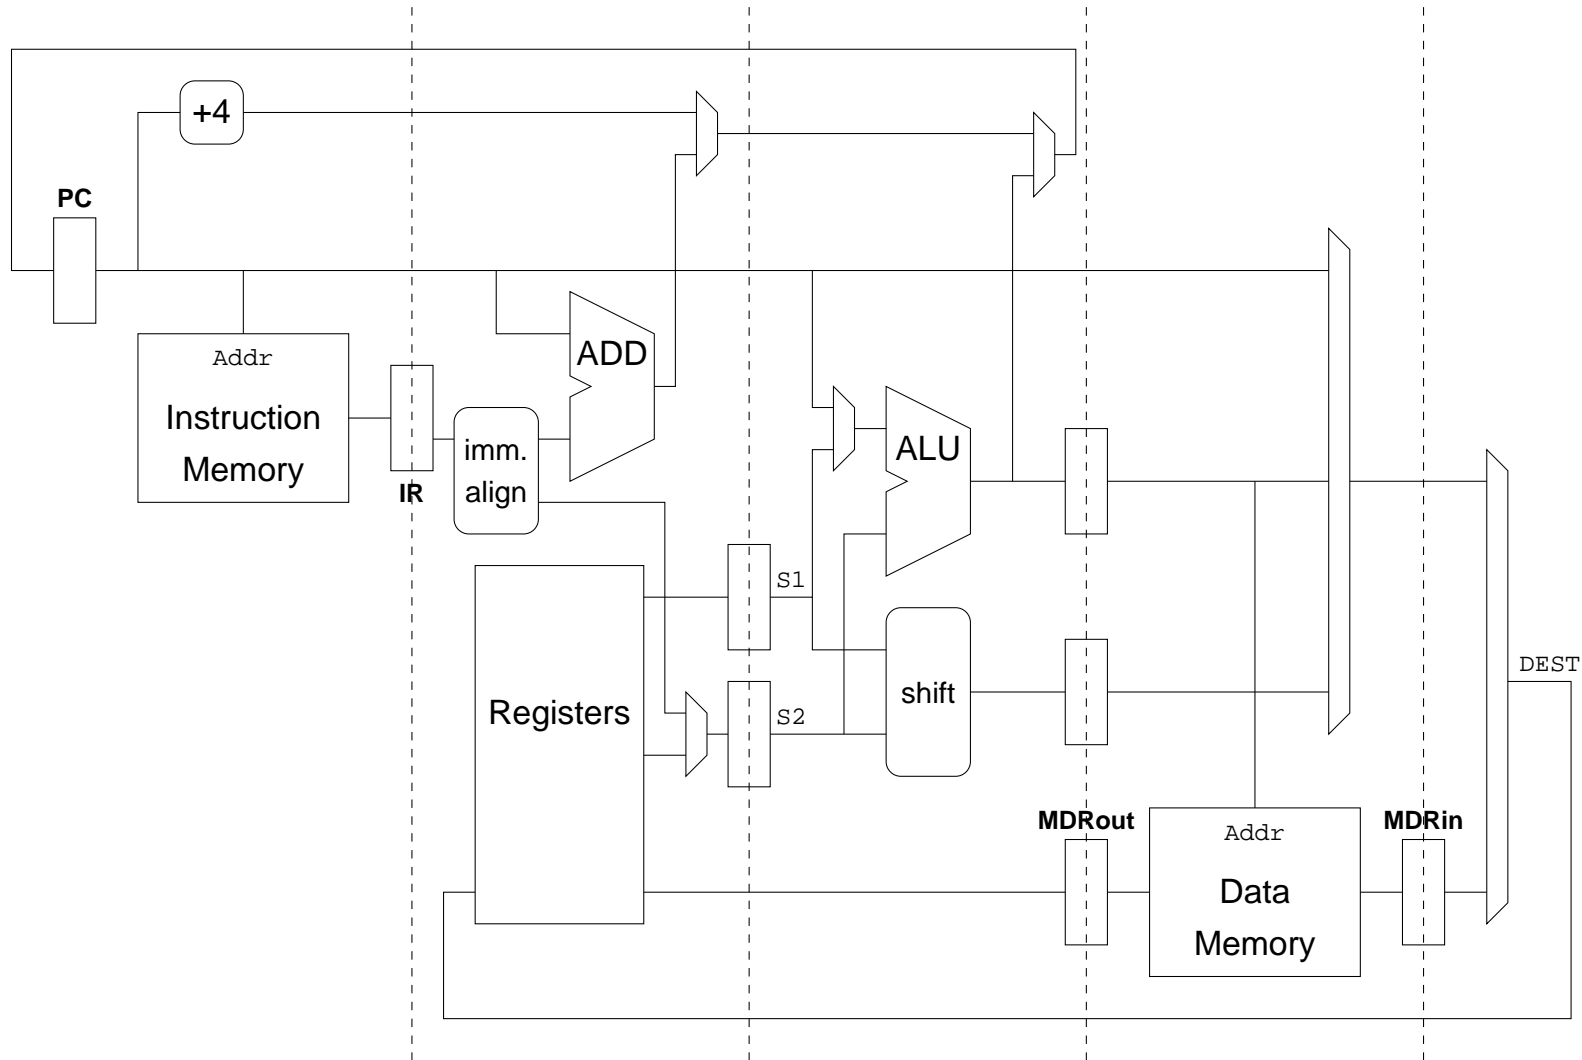 +4
PC
Addr
Instruction
Memory
IR
imm.
align
ADD
ALU
S1
S2
Registers
shift
DEST
MDRout
Addr
Data
Memory
MDRin